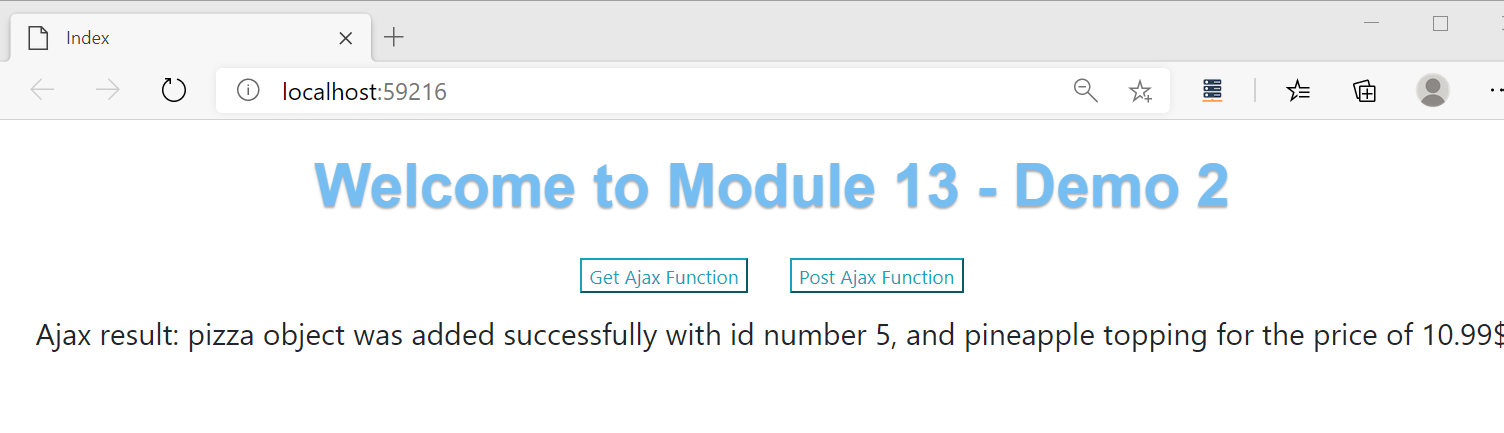 Index
localhost:59216
Welcome to Module 13 - Demo 2
Get Ajax Function Post Ajax Function
Ajax result: pizza object was added successfully with id number 5, and pineapple topping for the price of 10.99$